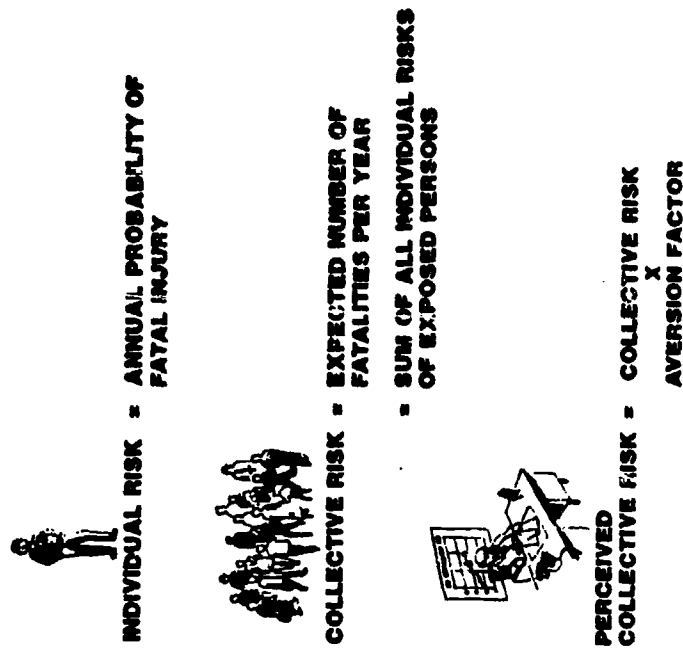 INDIVIDUAL RISK = ANNUAL PROBABILITY OF
FATAL INJURY
COLLECTIVE RISK = EXPECTED NUMBER OF
FATALITIES PER YEAR
= SUM OF ALL INDIVIDUAL RISKS
OF EXPOSED PERSONS
PERCEIVED
COLLECTIVE RISK = COLLECTIVE RISK
X
AVERSION FACTOR